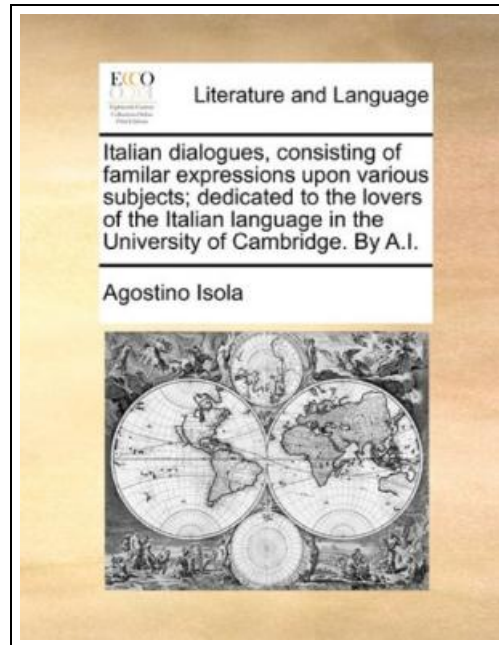 ECCO
Literature and Language
Italian dialogues, consisting of
familar expressions upon various
subjects; dedicated to the lovers
of the Italian language in the
University of Cambridge. By A.I.
Agostino Isola